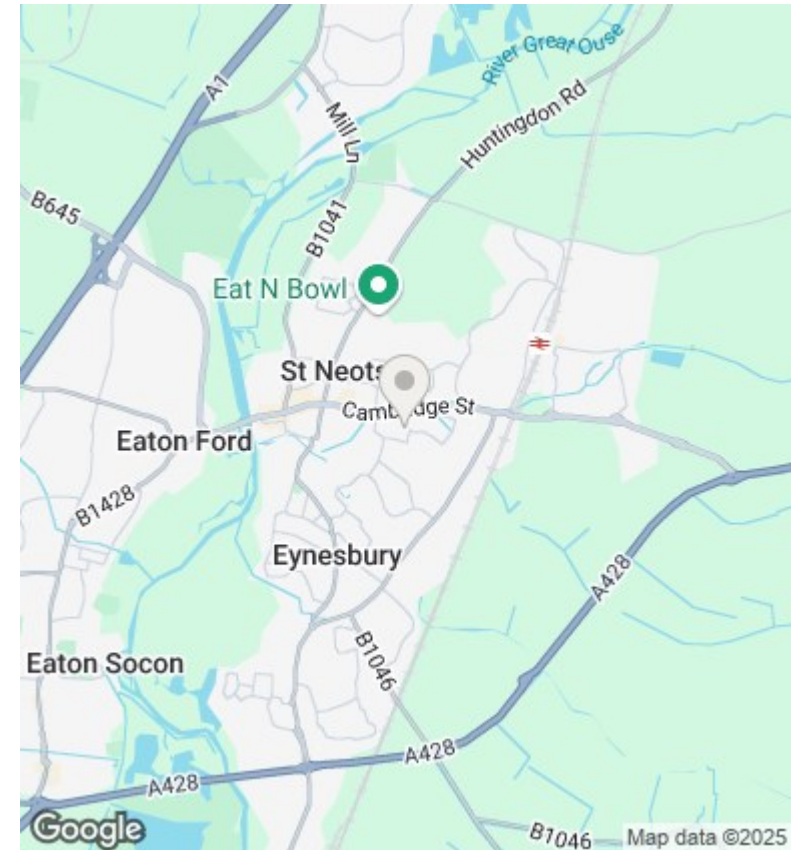 River Great Ouse
A1
Mill Ln
Huntingdon Rd
B645
B1041
Eat N Bowl
St Neots
Cambridge St
Eaton Ford
B1428
Eynesbury
A428
Eaton Socon
B1046
A428
A428
Google
B1046
Map data ©2025